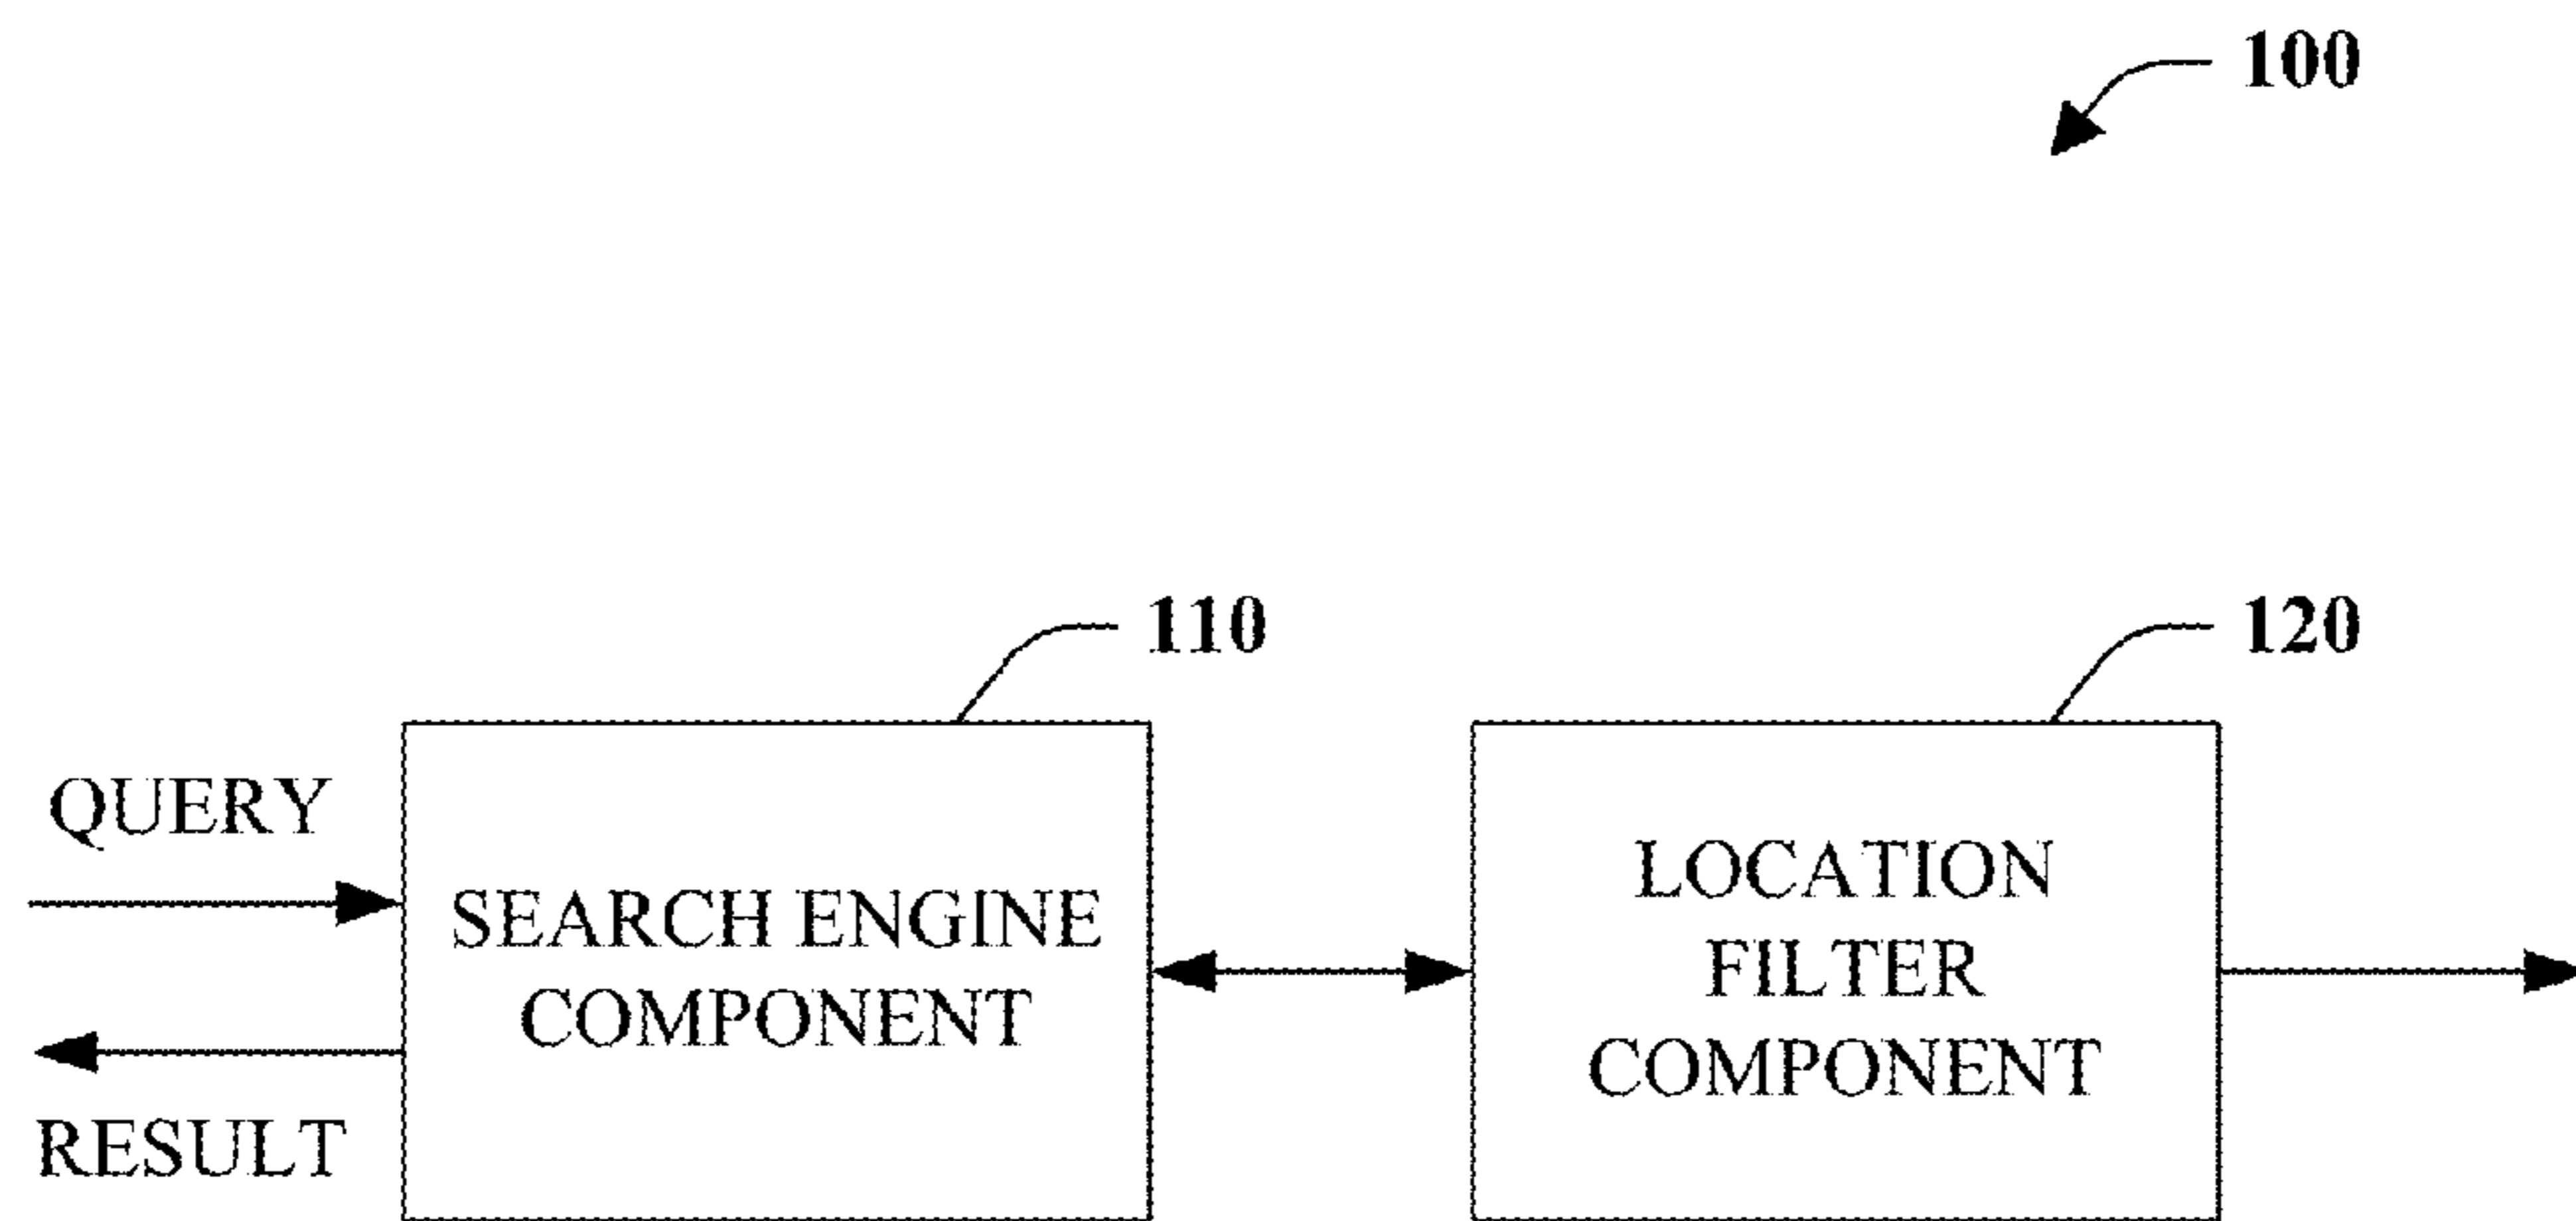 100
110
120
QUERY
SEARCH ENGINE
COMPONENT
RESULT
LOCATION
FILTER
COMPONENT